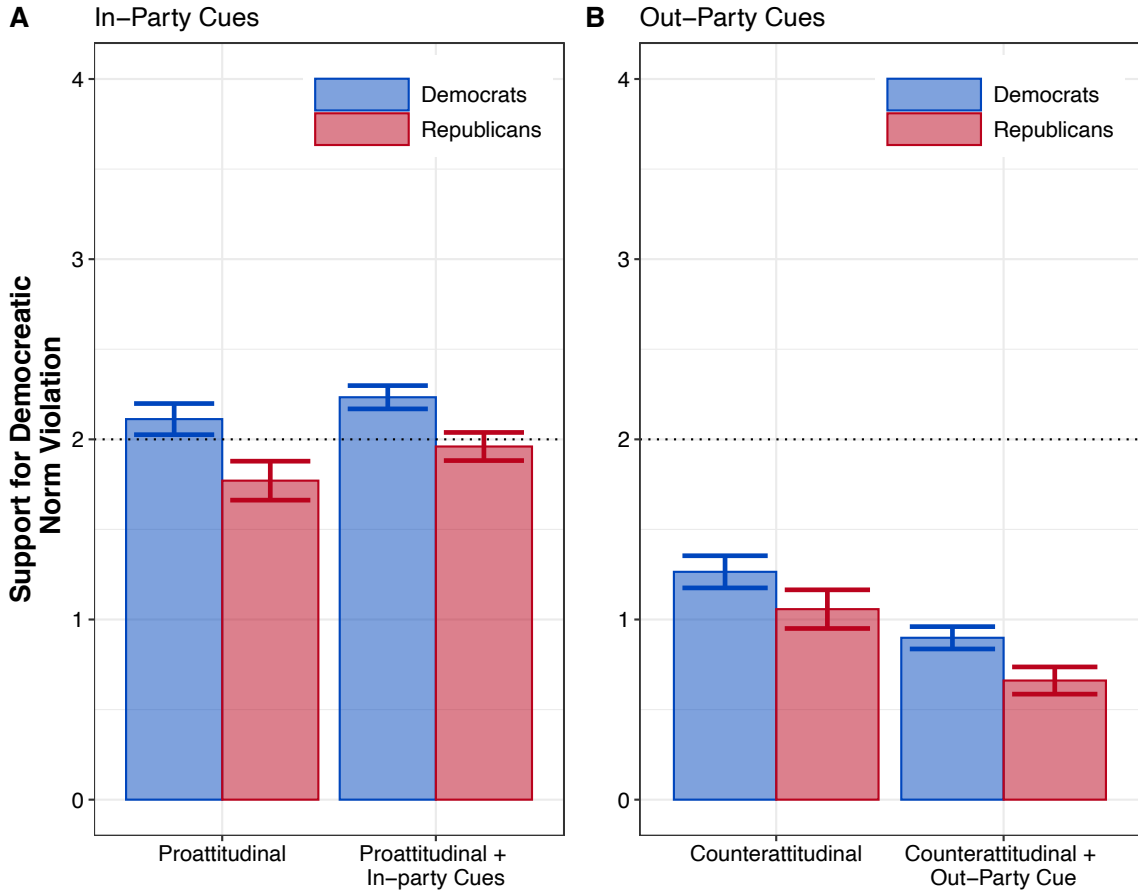 A
In−Party Cues
Democrats
Republicans
4
3
2
1
0
Support for Democreatic
Norm Violation
Proattitudinal
Proattitudinal +
In−party Cues
B
Out−Party Cues
Democrats
Republicans
4
3
2
1
0
Counterattitudinal
Counterattitudinal +
Out−Party Cue